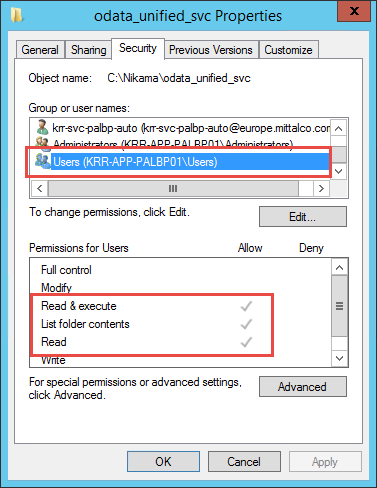 odata_unified_svc Properties
General Sharing Security Previous Versions Customize
Object name: C:\Nikama\odata_unified_svc
Group or user names:
krr-svc-palbp-auto (krr-svc-palbp-auto@europe.mittalco.com
Administrators (KRR-APP-PALBP01\Administrators)
Users (KRR-APP-PALBP01\Users)
To change permissions, click Edit.
Edit...
Permissions for Users Allow Deny
Full control
Modify
Read & execute
List folder contents
Read
Write
For special permissions or advanced settings,
click Advanced.
Advanced
OK Cancel Apply